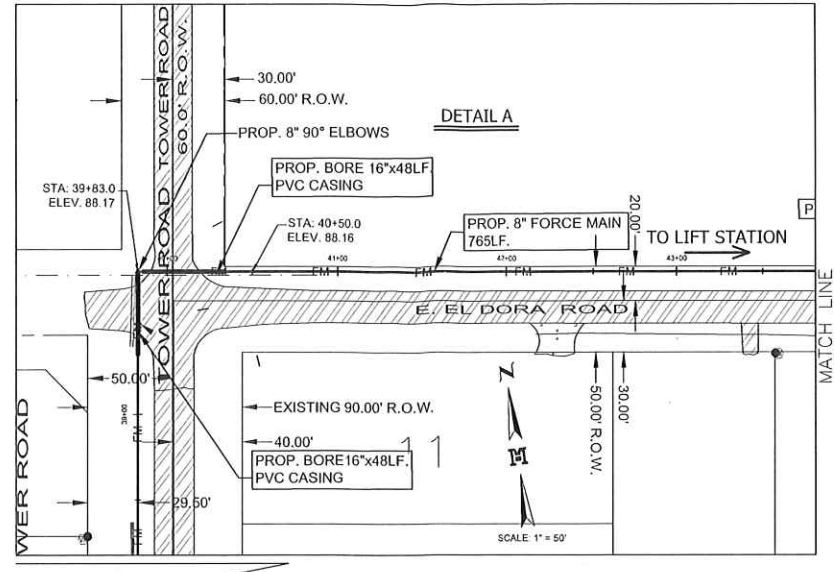 TOWER ROAD
TOWER ROAD
60.0' R.O.W.
30.00'
60.00' R.O.W.
PROP. 8" 90° ELBOWS
DETAIL A
PROP. BORE 16"x48LF.
PVC CASING
STA: 39+83.0
ELEV. 88.17
STA: 40+50.0
ELEV. 88.16
PROP. 8" FORCE MAIN
765LF.
20.00'
TO LIFT STATION
P
FM
41+00
FM
42+00
FM
FM
43+00
FM
E. EL DORA ROAD
MATCH LINE
TOWER ROAD
50.00'
39+00
FM
EXISTING 90.00' R.O.W.
40.00'
11
PROP. BORE16"x48LF.
PVC CASING
29.50'
FM
WER ROAD
50.00' R.O.W.
30.00'
N
SCALE: 1" = 50'